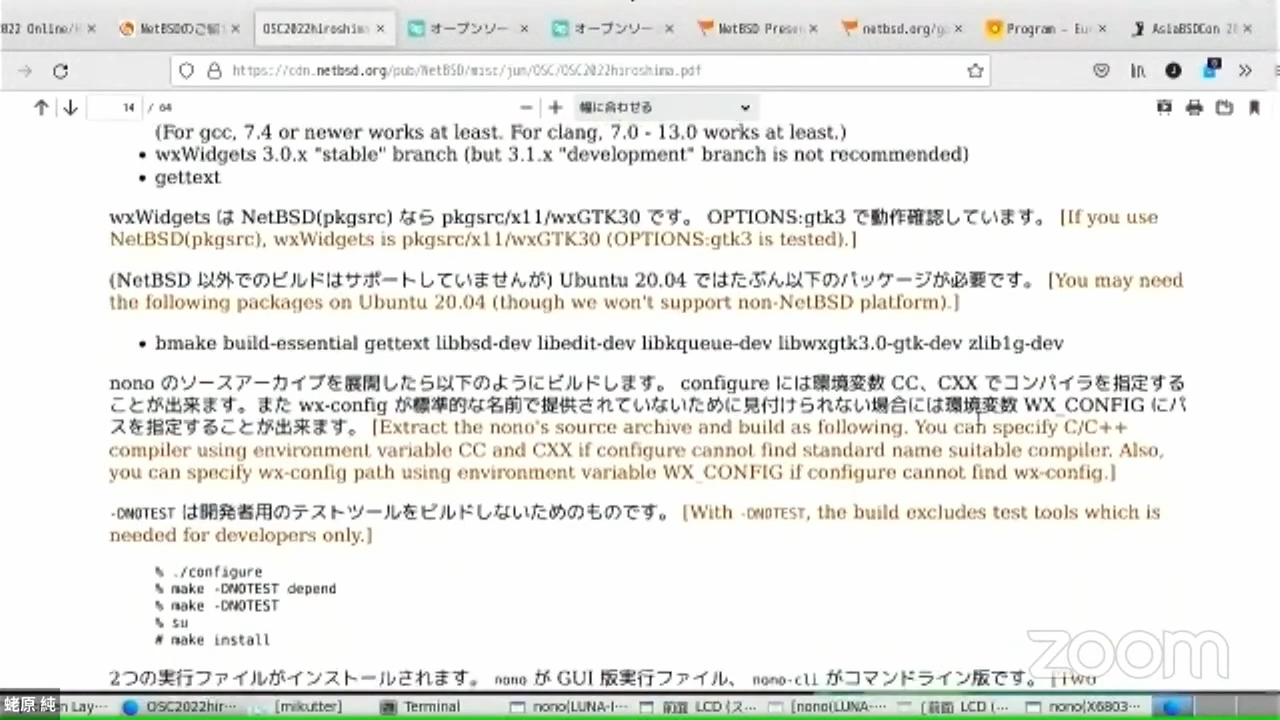 022 Online/H
NetBSDのご紹
OSC2022hiroshima
オープンソー
オープンソー
NetBSD Presen
netbsd.org/ga
Program – Eur
AsiaBSDCon 20
https://cdn.netbsd.org/pub/NetBSD/misc/jun/OSC/OSC2022hiroshima.pdf
14 / 64
幅に合わせる
(For gcc, 7.4 or newer works at least. For clang, 7.0 - 13.0 works at least.)
• wxWidgets 3.0.x "stable" branch (but 3.1.x "development" branch is not recommended)
• gettext
wxWidgets は NetBSD(pkgsrc) なら pkgsrc/x11/wxGTK30 です。 OPTIONS:gtk3 で動作確認しています。 [If you use
NetBSD(pkgsrc), wxWidgets is pkgsrc/x11/wxGTK30 (OPTIONS:gtk3 is tested).]
(NetBSD 以外でのビルドはサポートしていませんが) Ubuntu 20.04 ではたぶん以下のパッケージが必要です。 [You may need
the following packages on Ubuntu 20.04 (though we won't support non-NetBSD platform).]
• bmake build-essential gettext libbsd-dev libedit-dev libkqueue-dev libwxgtk3.0-gtk-dev zlib1g-dev
nono のソースアーカイブを展開したら以下のようにビルドします。 configure には環境変数 CC、CXX でコンパイラを指定する
ことが出来ます。また wx-config が標準的な名前で提供されていないために見付けられない場合には環境変数 WX_CONFIG にパ
スを指定することが出来ます。 [Extract the nono's source archive and build as following. You can specify C/C++
compiler using environment variable CC and CXX if configure cannot find standard name suitable compiler. Also,
you can specify wx-config path using environment variable WX_CONFIG if configure cannot find wx-config.]
-DNOTEST は開発者用のテストツールをビルドしないためのものです。 [With -DNOTEST, the build excludes test tools which is
needed for developers only.]
% ./configure
% make -DNOTEST depend
% make -DNOTEST
% su
# make install
zoom
2つの実行ファイルがインストールされます。 nono が GUI 版実行ファイル、 nono-cli がコマンドライン版です。 [Two
蛯原 純
n Lay…
OSC2022hir…
[mikutter]
Terminal
nono(LUNA-I…
前面 LCD (ス…
[nono(LUNA-…
[前面 LCD (…
nono(X6803…